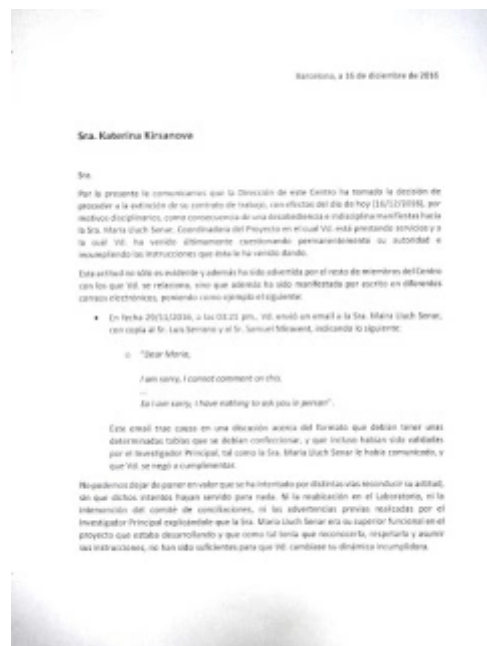 Barcelona, a 16 de diciembre de 2016
Sra. Katerina Kirsanova
Sra.
Por la presente le comunicamos que la Dirección de este Centro ha tomado la decisión de
proceder a la extinción de su contrato de trabajo, con efectos del día de hoy (16/12/2016), por
motivos disciplinarios, como consecuencia de una desobediencia e indisciplina manifiestas hacia
la Sra. Maria Lluch Senar, Coordinadora del Proyecto en el cual Vd. está prestando servicios y a
la cual Vd. ha venido últimamente cuestionando permanentemente su autoridad e
incumpliendo las instrucciones que ésta le ha venido dando.
Esta actitud no sólo es evidente y además ha sido advertida por el resto de miembros del Centro
con los que Vd. se relaciona, sino que además ha sido manifestada por escrito en diferentes
correos electrónicos, poniendo como ejemplo el siguiente:
• En fecha 29/11/2016, a las 03:21 pm., Vd. envió un email a la Sra. Maira Lluch Senar,
con copia al Sr. Luis Serrano y al Sr. Samuel Miravent, indicando lo siguiente:
o "Dear Maria,
I am sorry, I cannot comment on this.
...
So I am sorry, I have nothing to ask you in person".
Este email trae causa en una discusión acerca del formato que debían tener unas
determinadas tablas que se debían confeccionar, y que incluso habían sido validadas
por el Investigador Principal, tal como la Sra. Maria Lluch Senar le había comunicado, y
que Vd. se negó a cumplimentar.
No podemos dejar de poner en valor que se ha intentado por distintas vías reconducir su actitud,
sin que dichos intentos hayan servido para nada. Ni la reubicación en el Laboratorio, ni la
intervención del comité de conciliaciones, ni las advertencias previas realizadas por el
Investigador Principal explicándole que la Sra. Maria Lluch Senar era su superior funcional en el
proyecto que estaba desarrollando y que como tal tenía que reconocerla, respetarla y asumir
sus instrucciones, no han sido suficientes para que Vd. cambiase su dinámica incumplidora.